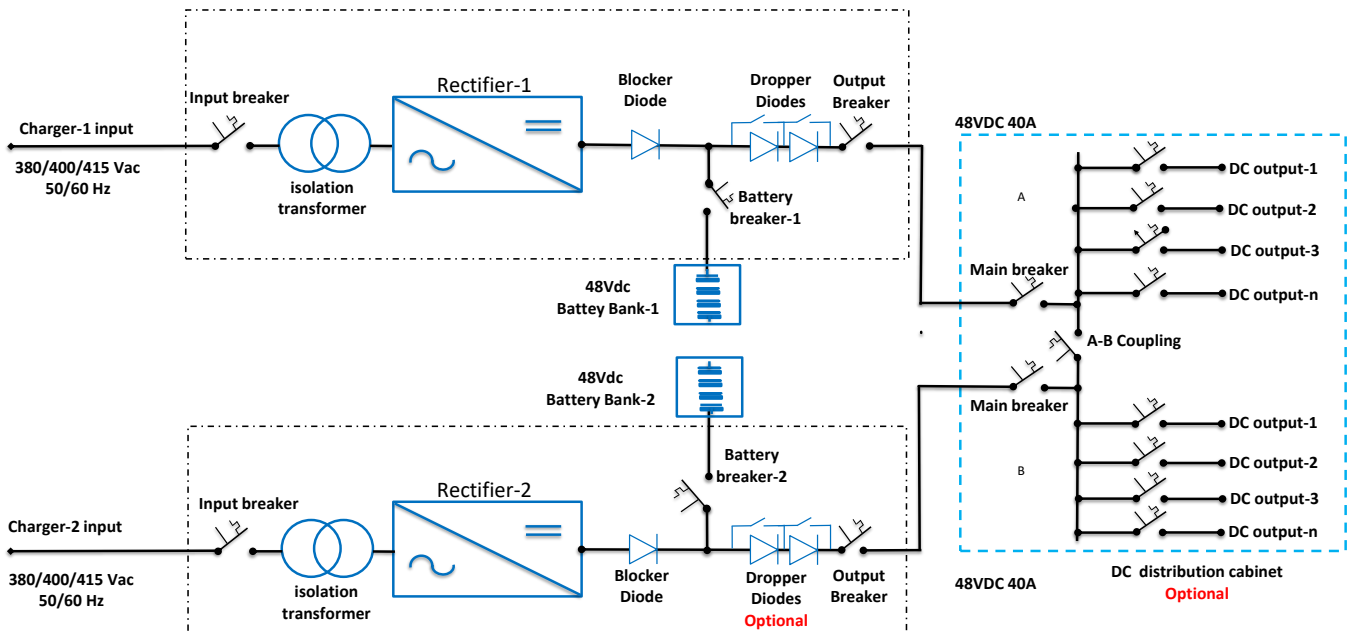 Rectifier-1
Blocker
Diode
Dropper
Diodes
Output
Breaker
Input breaker
Charger-1 input
380/400/415 Vac
50/60 Hz
isolation
transformer
Battery
breaker-1
48Vdc
Battey Bank-1
48VDC 40A
A
DC output-1
DC output-2
DC output-3
DC output-n
Main breaker
A-B Coupling
48Vdc
Battery Bank-2
Main breaker
Battery
breaker-2
B
DC output-1
DC output-2
DC output-3
DC output-n
Rectifier-2
Input breaker
Charger-2 input
380/400/415 Vac
50/60 Hz
isolation
transformer
Blocker
Diode
Dropper
Diodes
Optional
Output
Breaker
48VDC 40A
DC distribution cabinet
Optional